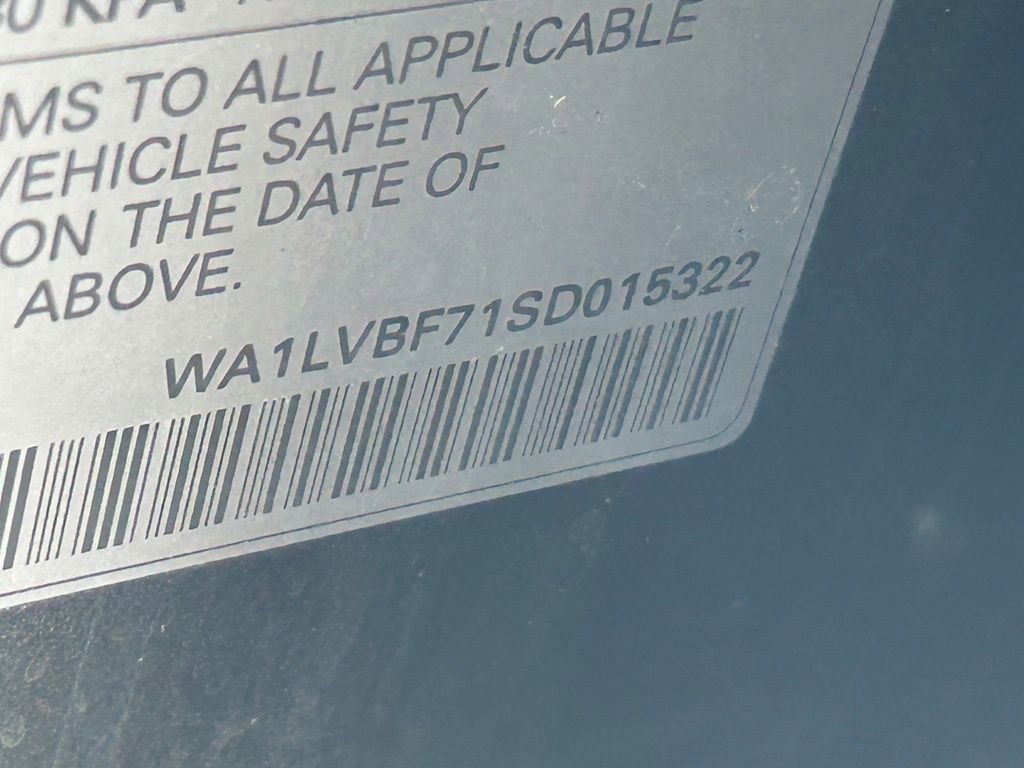 MS TO ALL APPLICABLE
VEHICLE SAFETY
ON THE DATE OF
ABOVE.
WA1LVBF71SD015322